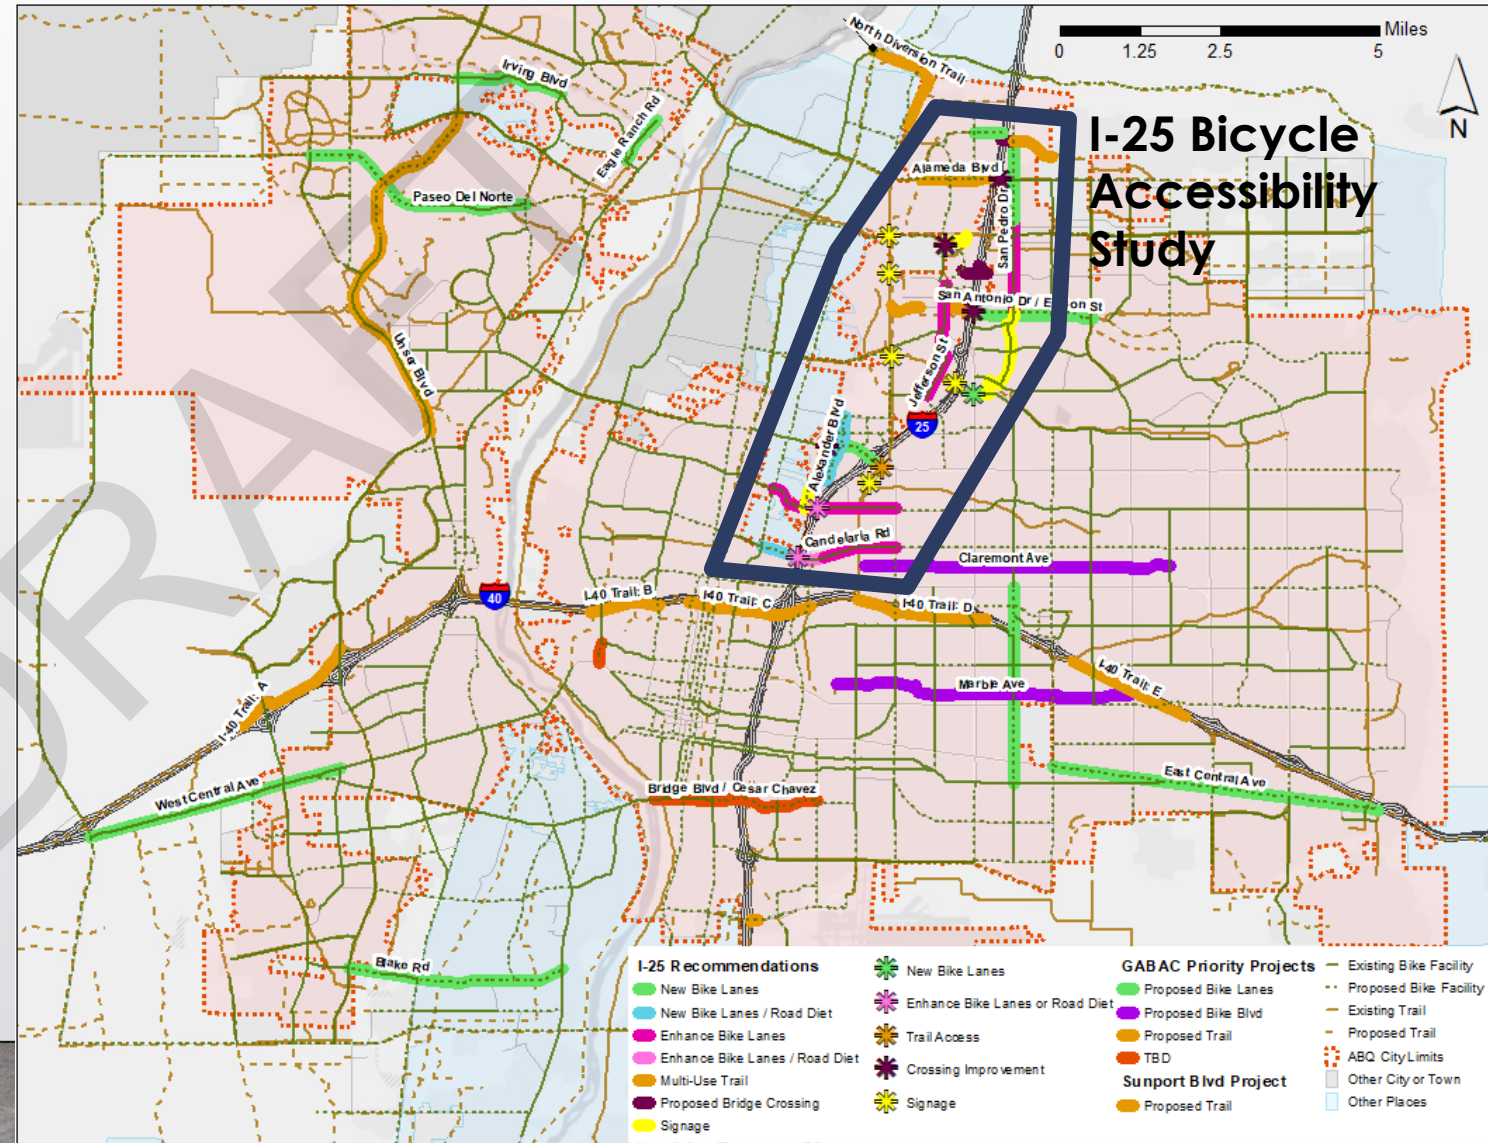 North Diversion Trail
Miles
0 1.25 2.5 5
N
I-25 Bicycle
Accessibility
Study
Irving Blvd
Eagle Ranch Rd
Paseo Del Norte
Unser Blvd
Alameda Blvd
San Pedro Dr
San Antonio Dr / Ellison St
Jefferson St
25
Alexander Blvd
Candelaria Rd
Claremont Ave
40
I-40 Trail: B
I-40 Trail: C
I-40 Trail: D
I-40 Trail: E
I-40 Trail: A
Marble Ave
West Central Ave
East Central Ave
Bridge Blvd / Cesar Chavez
Blake Rd
DRAFT
I-25 Recommendations
New Bike Lanes
New Bike Lanes / Road Diet
Enhance Bike Lanes
Enhance Bike Lanes / Road Diet
Multi-Use Trail
Proposed Bridge Crossing
Signage
New Bike Lanes
Enhance Bike Lanes or Road Diet
Trail Access
Crossing Improvement
Signage
GABAC Priority Projects
Proposed Bike Lanes
Proposed Bike Blvd
Proposed Trail
TBD
Sunport Blvd Project
Proposed Trail
Existing Bike Facility
Proposed Bike Facility
Existing Trail
Proposed Trail
ABQ City Limits
Other City or Town
Other Places